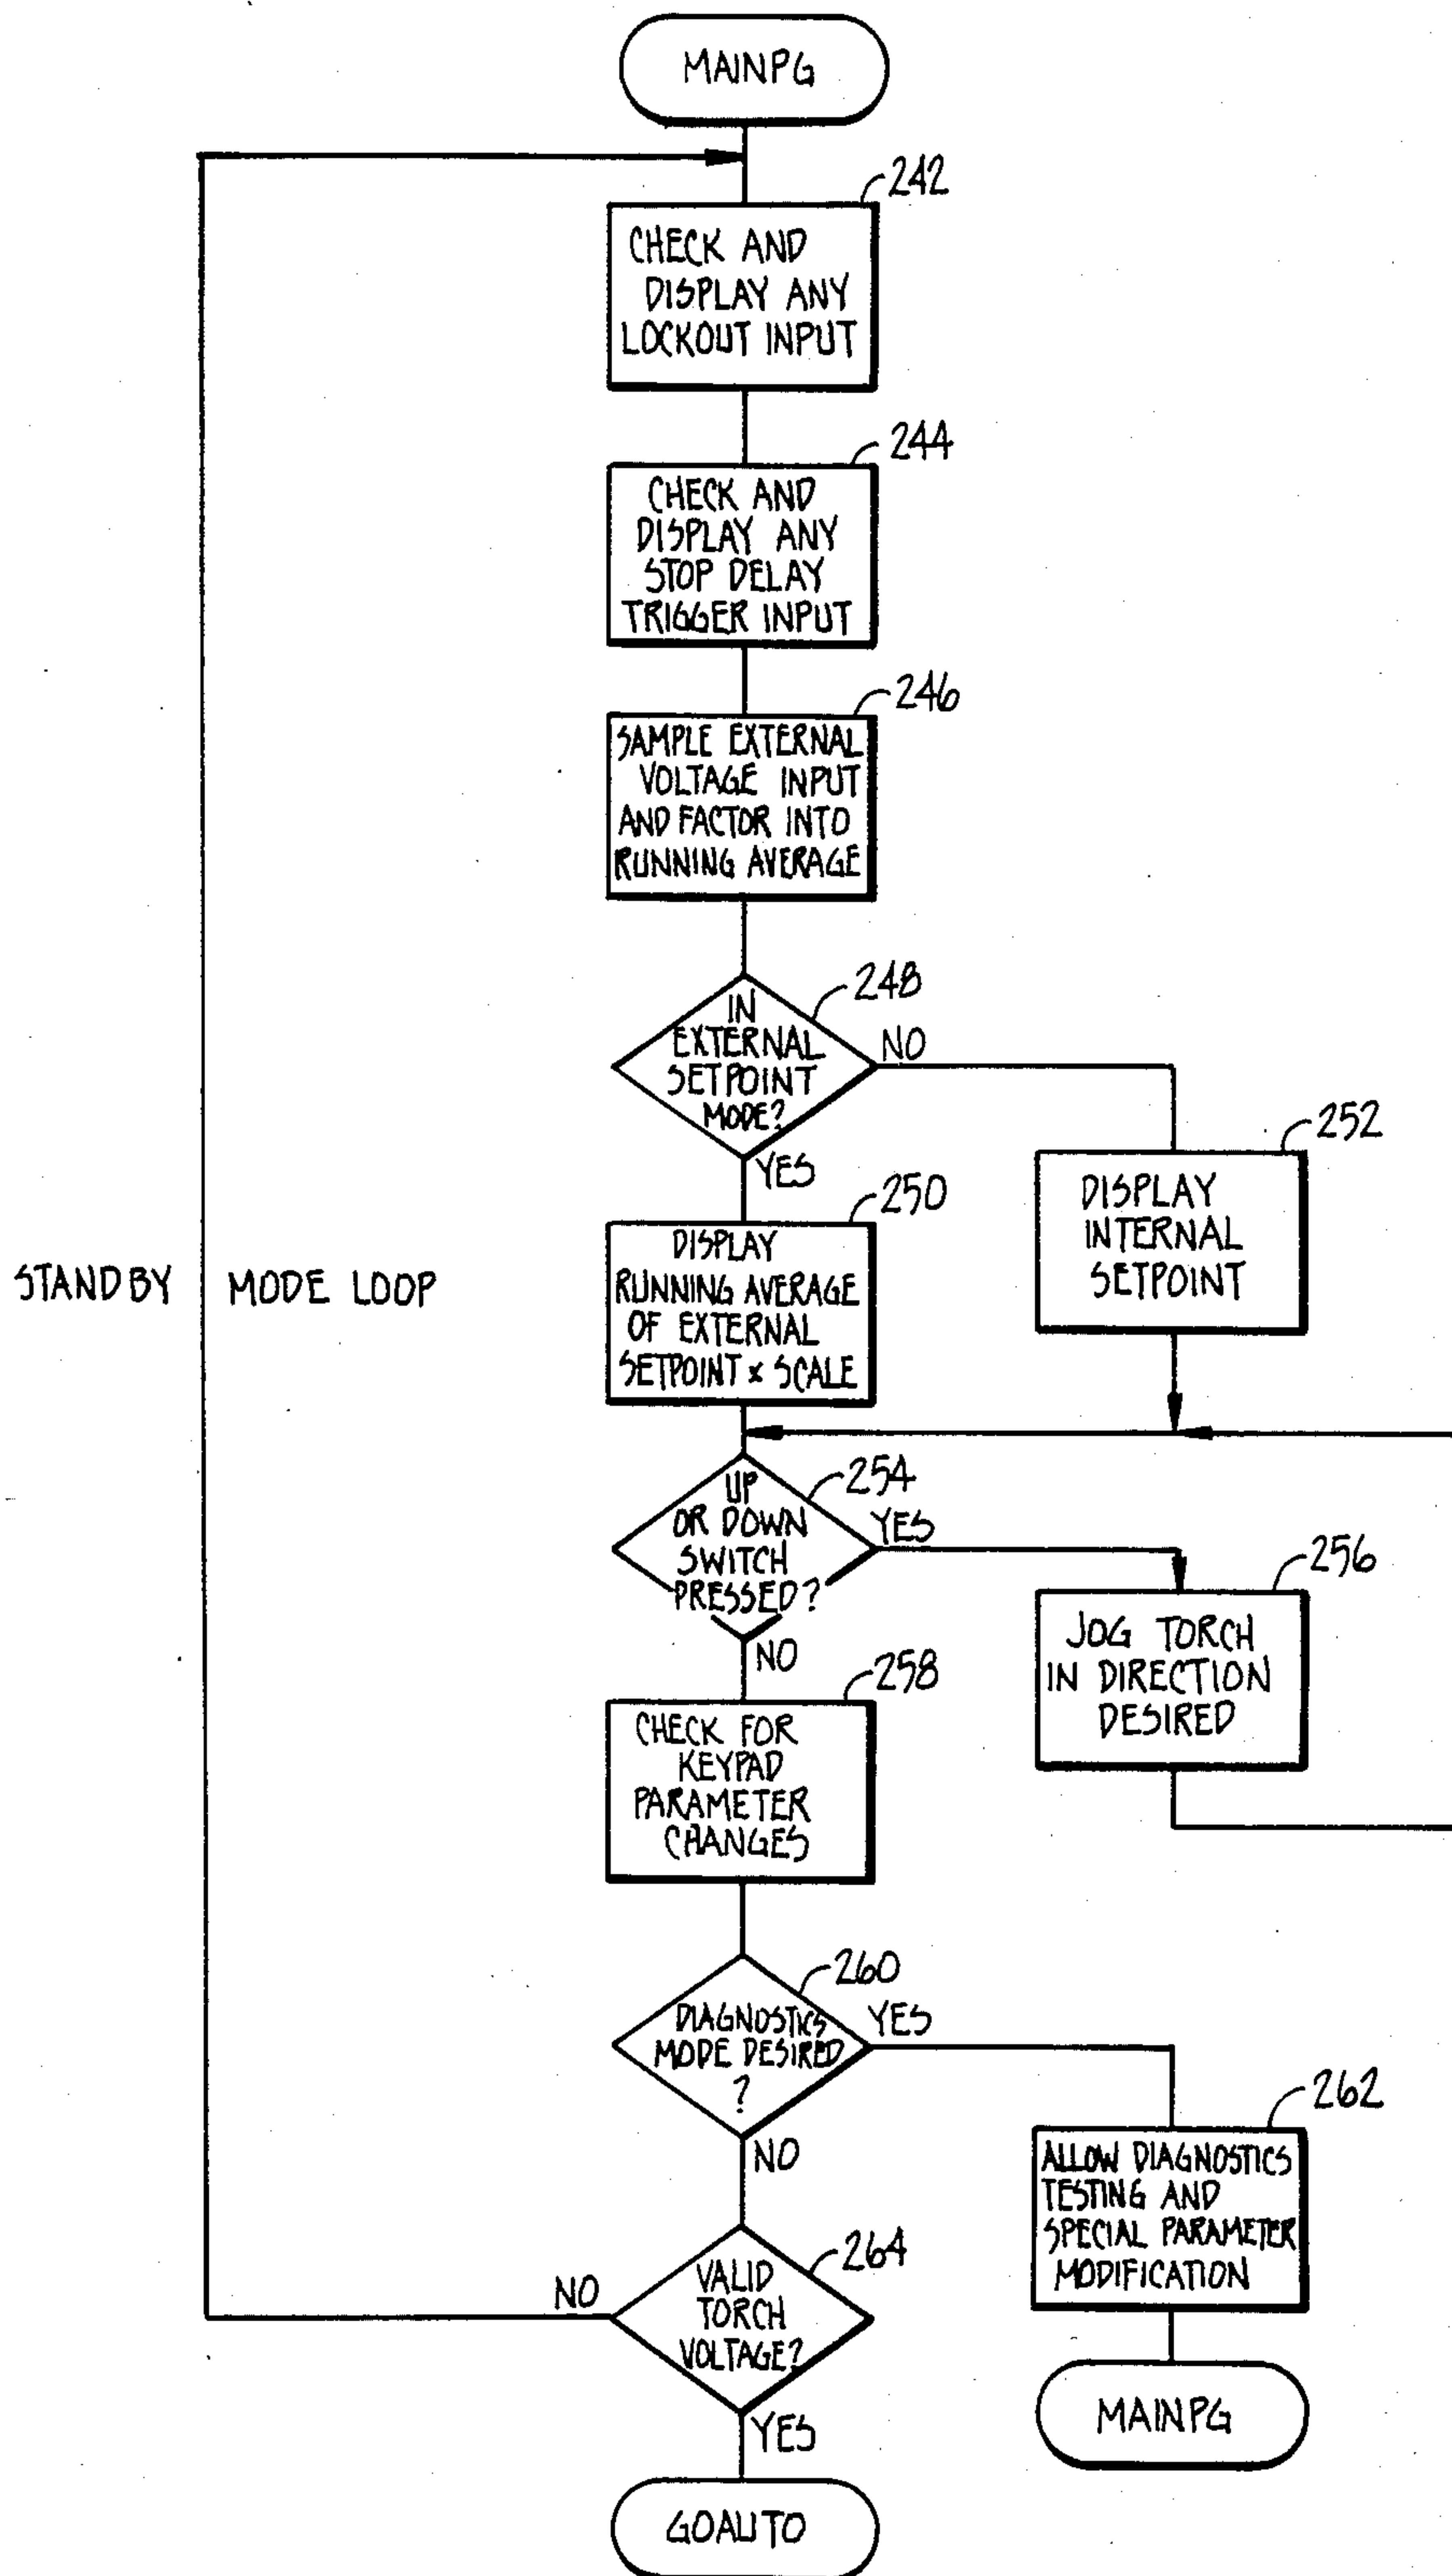 MAINPG
242
CHECK AND
DISPLAY ANY
LOCKOUT INPUT
244
CHECK AND
DISPLAY ANY
STOP DELAY
TRIGGER INPUT
246
SAMPLE EXTERNAL
VOLTAGE INPUT
AND FACTOR INTO
RUNNING AVERAGE
248
IN
EXTERNAL
SETPOINT
MODE?
NO
YES
252
DISPLAY
INTERNAL
SETPOINT
250
DISPLAY
RUNNING AVERAGE
OF EXTERNAL
SETPOINT x SCALE
STANDBY MODE LOOP
254
UP
OR DOWN
SWITCH
PRESSED?
YES
NO
256
JOG TORCH
IN DIRECTION
DESIRED
258
CHECK FOR
KEYPAD
PARAMETER
CHANGES
260
DIAGNOSTICS
MODE DESIRED
?
YES
NO
262
ALLOW DIAGNOSTICS
TESTING AND
SPECIAL PARAMETER
MODIFICATION
MAINPG
264
VALID
TORCH
VOLTAGE?
NO
YES
GOAUTO